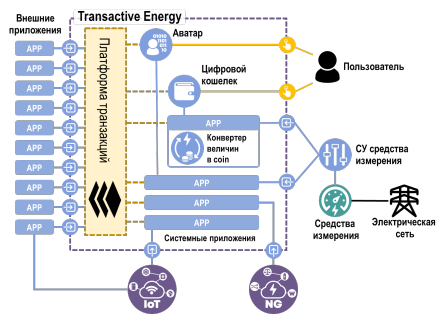 Внешние
приложения
Transactive Energy
APP
APP
APP
APP
APP
APP
APP
APP
APP
APP
Платформа транзакций
Аватар
Цифровой
кошелек
APP
Конвертер
величин
в coin
APP
APP
APP
Системные приложения
Пользователь
СУ средства
измерения
Средства
измерения
Электрическая
сеть
IoT
NG